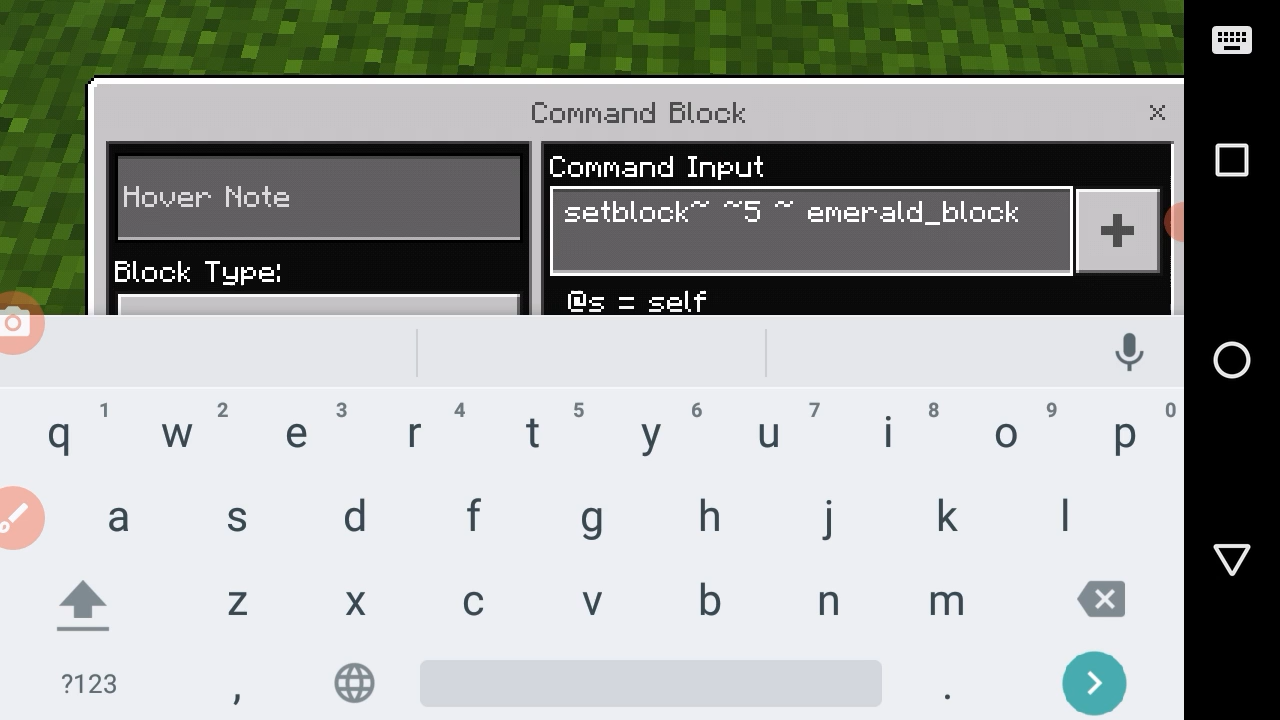 Command Block
Hover Note
Block Type:
Command Input
setblock~ ~5 ~ emerald_block
@s = self
1 2 3 4 5 6 7 8 9 0
q w e r t y u i o p
a s d f g h j k l
z x c v b n m
?123 , .